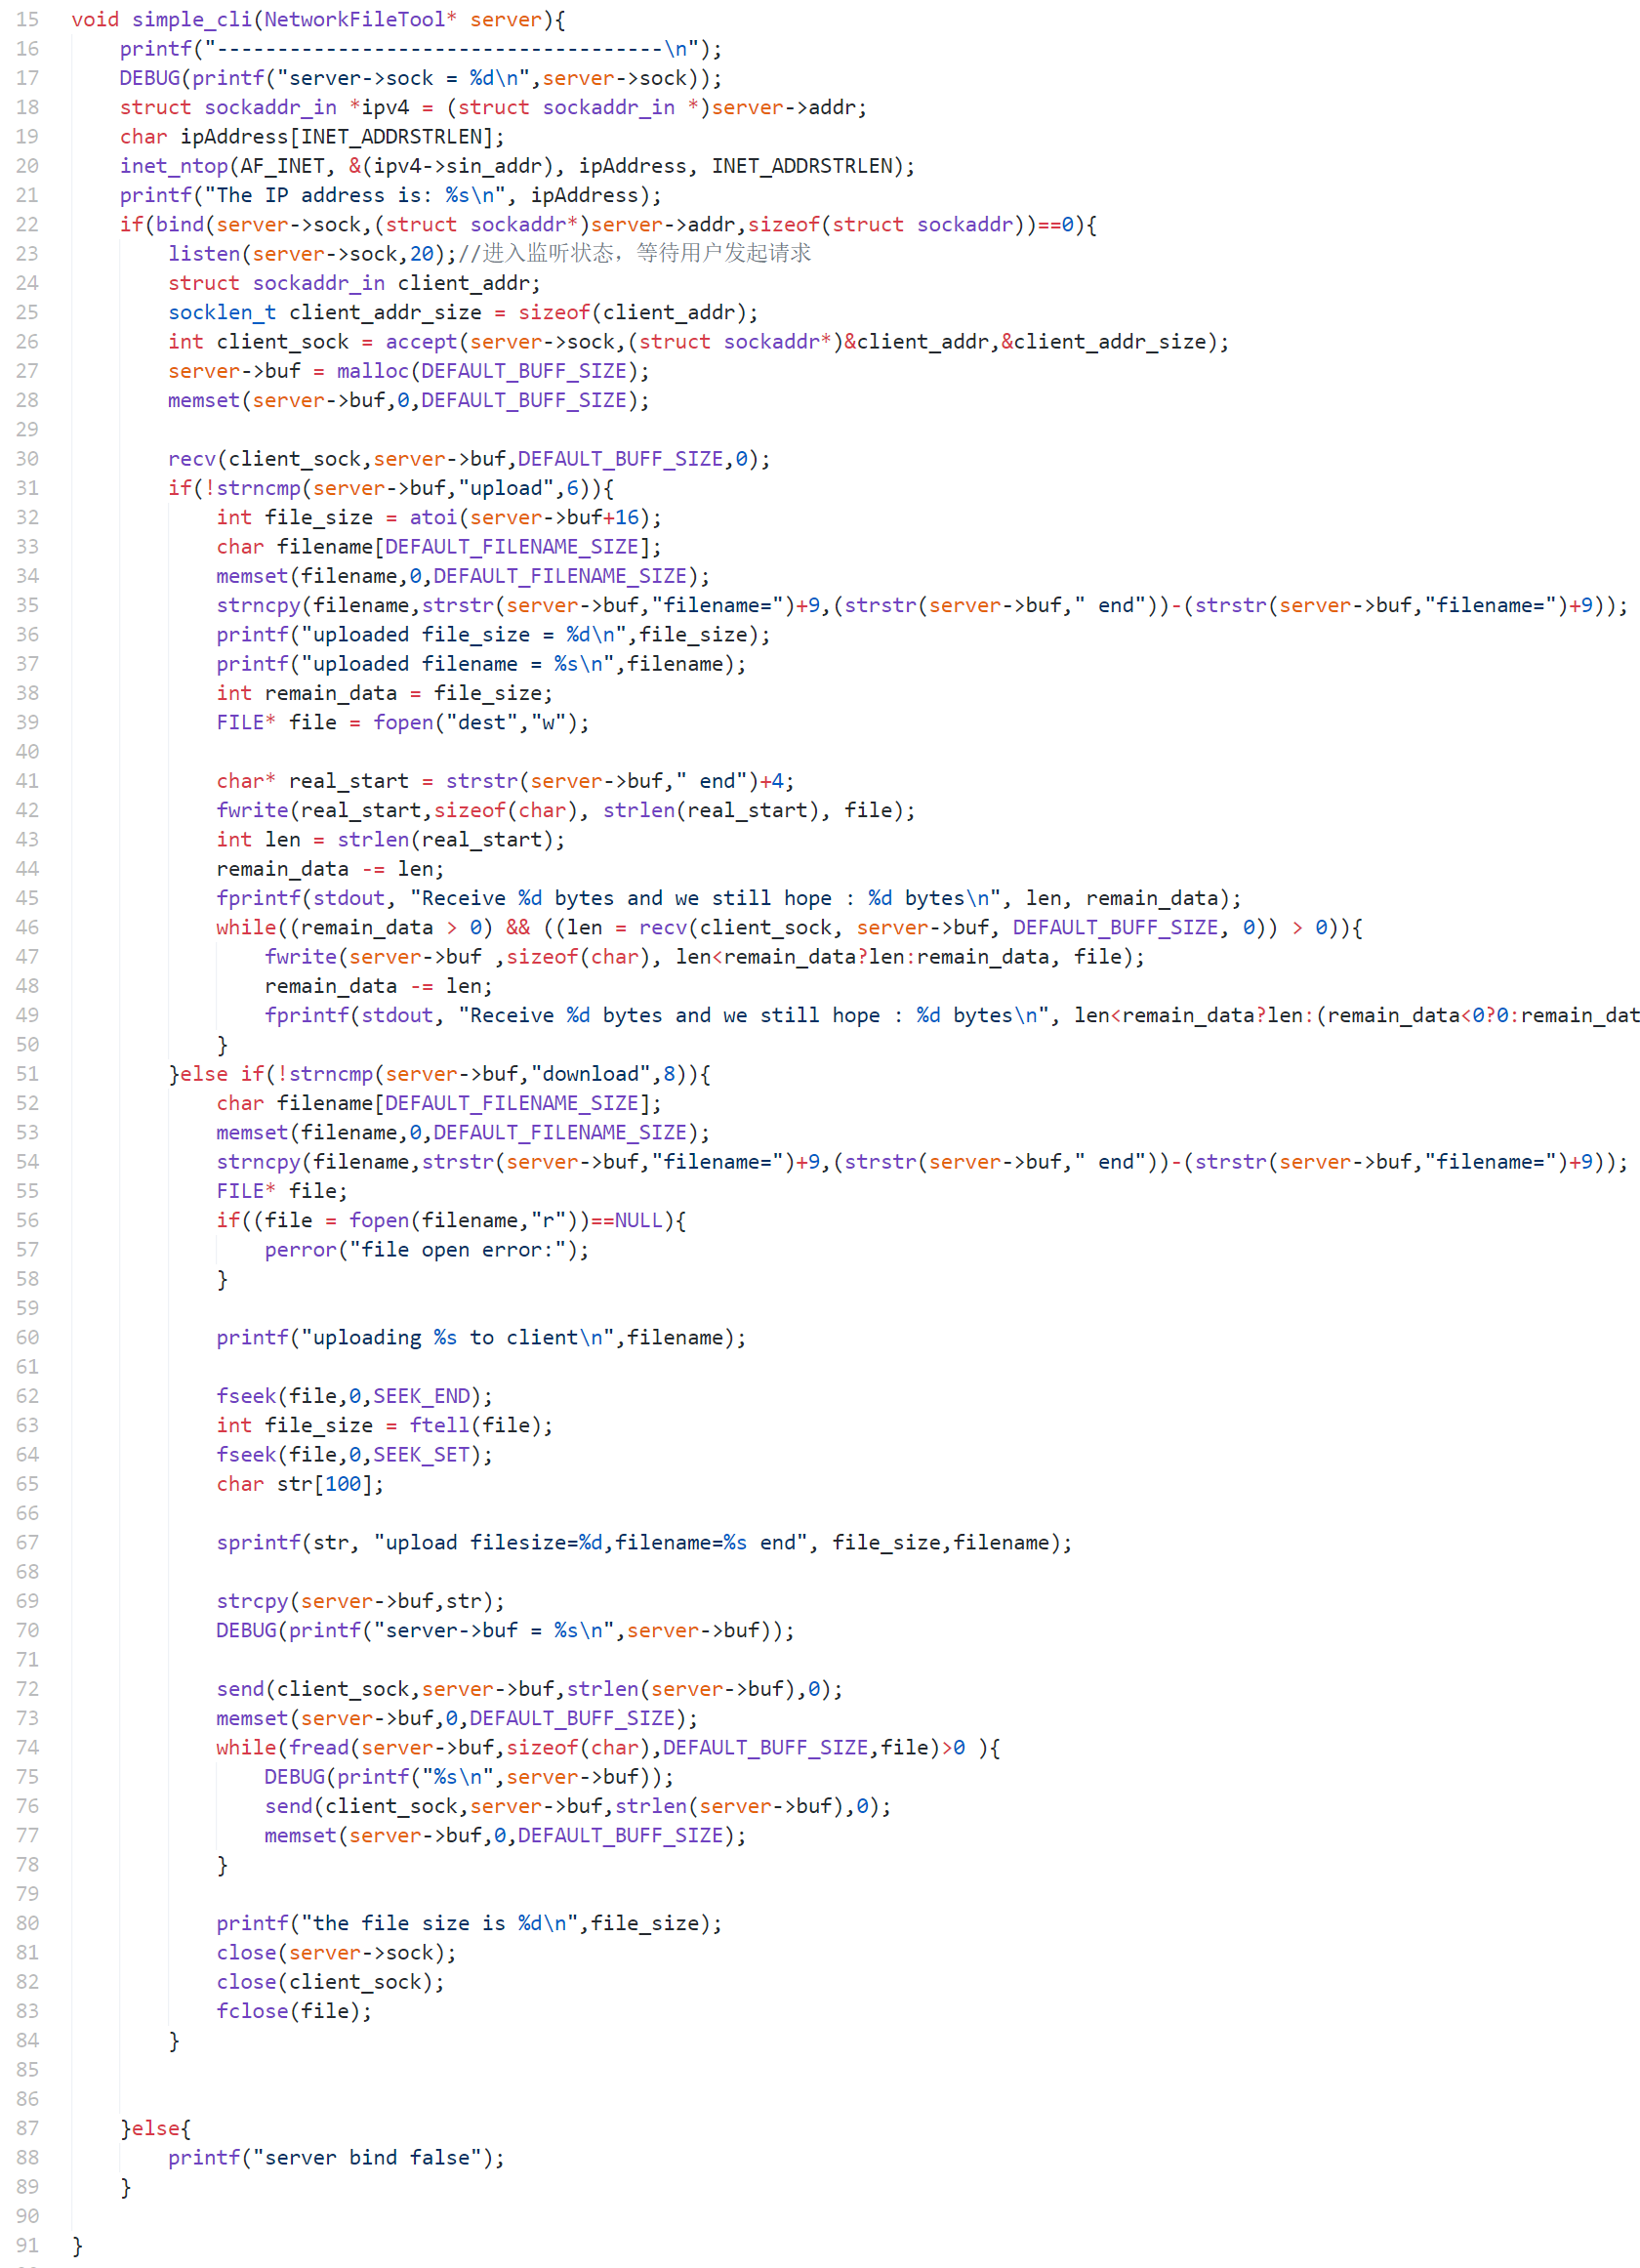 15 void simple_cli(NetworkFileTool* server){
16     printf("-------------------------------------\n");
17     DEBUG(printf("server->sock = %d\n",server->sock));
18     struct sockaddr_in *ipv4 = (struct sockaddr_in *)server->addr;
19     char ipAddress[INET_ADDRSTRLEN];
20     inet_ntop(AF_INET, &(ipv4->sin_addr), ipAddress, INET_ADDRSTRLEN);
21     printf("The IP address is: %s\n", ipAddress);
22     if(bind(server->sock,(struct sockaddr*)server->addr,sizeof(struct sockaddr))==0){
23         listen(server->sock,20);//进入监听状态，等待用户发起请求
24         struct sockaddr_in client_addr;
25         socklen_t client_addr_size = sizeof(client_addr);
26         int client_sock = accept(server->sock,(struct sockaddr*)&client_addr,&client_addr_size);
27         server->buf = malloc(DEFAULT_BUFF_SIZE);
28         memset(server->buf,0,DEFAULT_BUFF_SIZE);
29
30         recv(client_sock,server->buf,DEFAULT_BUFF_SIZE,0);
31         if(!strncmp(server->buf,"upload",6)){
32             int file_size = atoi(server->buf+16);
33             char filename[DEFAULT_FILENAME_SIZE];
34             memset(filename,0,DEFAULT_FILENAME_SIZE);
35             strncpy(filename,strstr(server->buf,"filename=")+9,(strstr(server->buf," end"))-(strstr(server->buf,"filename=")+9));
36             printf("uploaded file_size = %d\n",file_size);
37             printf("uploaded filename = %s\n",filename);
38             int remain_data = file_size;
39             FILE* file = fopen("dest","w");
40
41             char* real_start = strstr(server->buf," end")+4;
42             fwrite(real_start,sizeof(char), strlen(real_start), file);
43             int len = strlen(real_start);
44             remain_data -= len;
45             fprintf(stdout, "Receive %d bytes and we still hope : %d bytes\n", len, remain_data);
46             while((remain_data > 0) && ((len = recv(client_sock, server->buf, DEFAULT_BUFF_SIZE, 0)) > 0)){
47                 fwrite(server->buf ,sizeof(char), len<remain_data?len:remain_data, file);
48                 remain_data -= len;
49                 fprintf(stdout, "Receive %d bytes and we still hope : %d bytes\n", len<remain_data?len:(remain_data<0?0:remain_dat
50             }
51         }else if(!strncmp(server->buf,"download",8)){
52             char filename[DEFAULT_FILENAME_SIZE];
53             memset(filename,0,DEFAULT_FILENAME_SIZE);
54             strncpy(filename,strstr(server->buf,"filename=")+9,(strstr(server->buf," end"))-(strstr(server->buf,"filename=")+9));
55             FILE* file;
56             if((file = fopen(filename,"r"))==NULL){
57                 perror("file open error:");
58             }
59
60             printf("uploading %s to client\n",filename);
61
62             fseek(file,0,SEEK_END);
63             int file_size = ftell(file);
64             fseek(file,0,SEEK_SET);
65             char str[100];
66
67             sprintf(str, "upload filesize=%d,filename=%s end", file_size,filename);
68
69             strcpy(server->buf,str);
70             DEBUG(printf("server->buf = %s\n",server->buf));
71
72             send(client_sock,server->buf,strlen(server->buf),0);
73             memset(server->buf,0,DEFAULT_BUFF_SIZE);
74             while(fread(server->buf,sizeof(char),DEFAULT_BUFF_SIZE,file)>0 ){
75                 DEBUG(printf("%s\n",server->buf));
76                 send(client_sock,server->buf,strlen(server->buf),0);
77                 memset(server->buf,0,DEFAULT_BUFF_SIZE);
78             }
79
80             printf("the file size is %d\n",file_size);
81             close(server->sock);
82             close(client_sock);
83             fclose(file);
84         }
85
86
87     }else{
88         printf("server bind false");
89     }
90
91 }